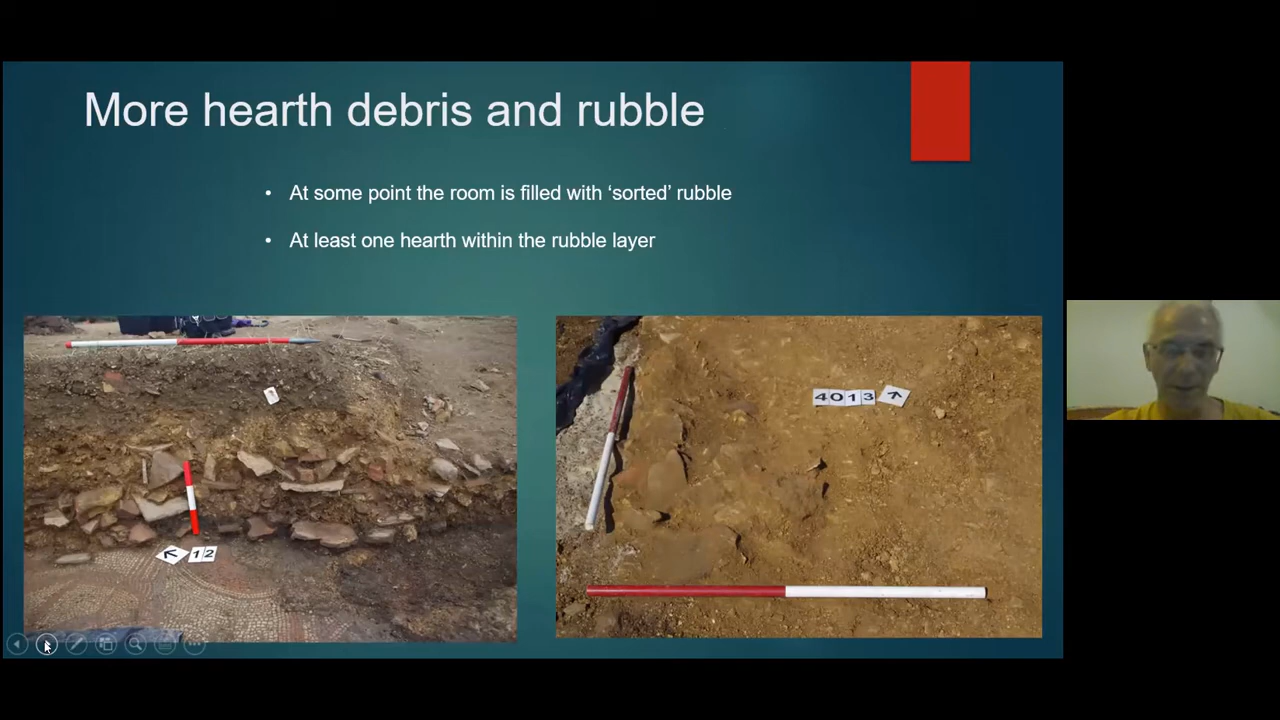 More hearth debris and rubble
• At some point the room is filled with ‘sorted’ rubble
• At least one hearth within the rubble layer
12
4013